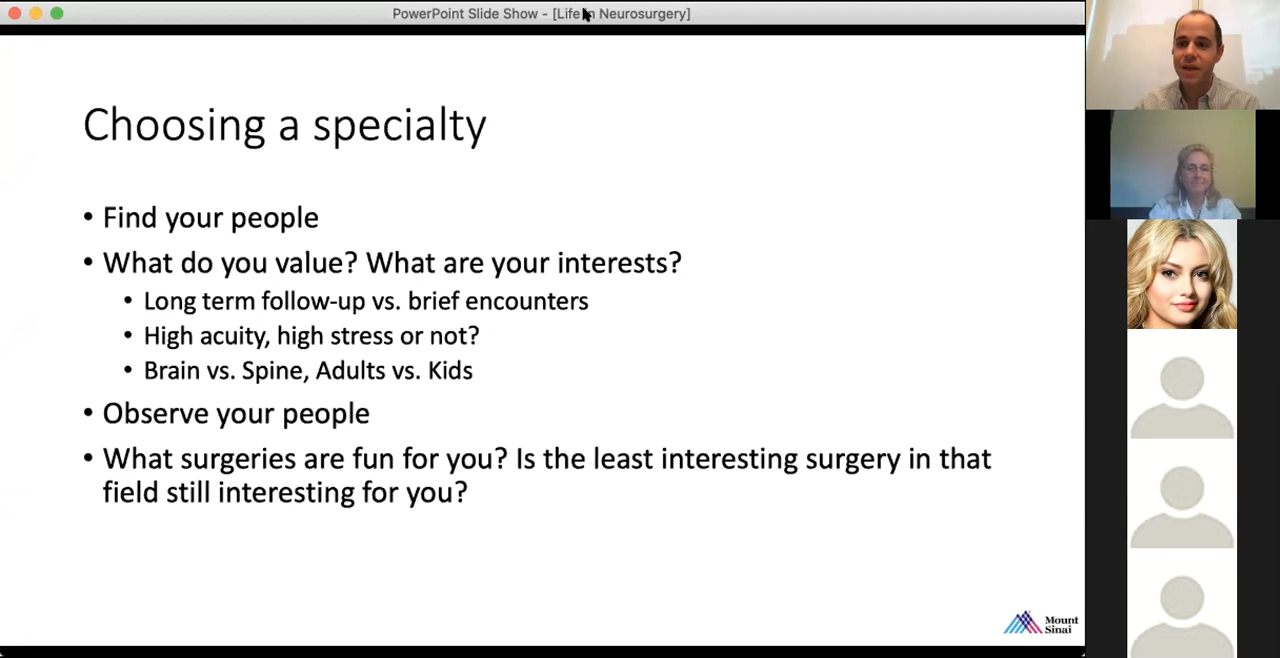 PowerPoint Slide Show - [Life in Neurosurgery]
Choosing a specialty
• Find your people
• What do you value? What are your interests?
• Long term follow-up vs. brief encounters
• High acuity, high stress or not?
• Brain vs. Spine, Adults vs. Kids
• Observe your people
• What surgeries are fun for you? Is the least interesting surgery in that
field still interesting for you?
Mount
Sinai